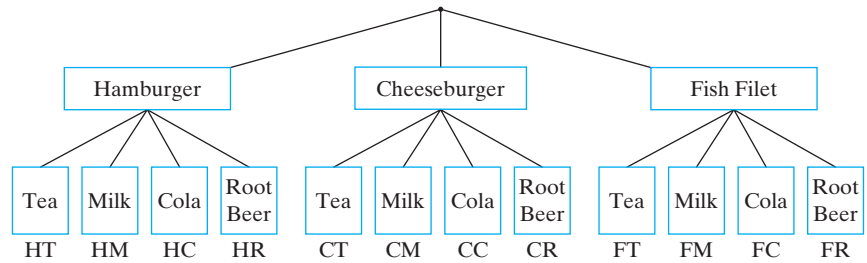 Hamburger Cheeseburger Fish Filet
Tea Milk Cola Root Beer Tea Milk Cola Root Beer Tea Milk Cola Root Beer
HT HM HC HR CT CM CC CR FT FM FC FR